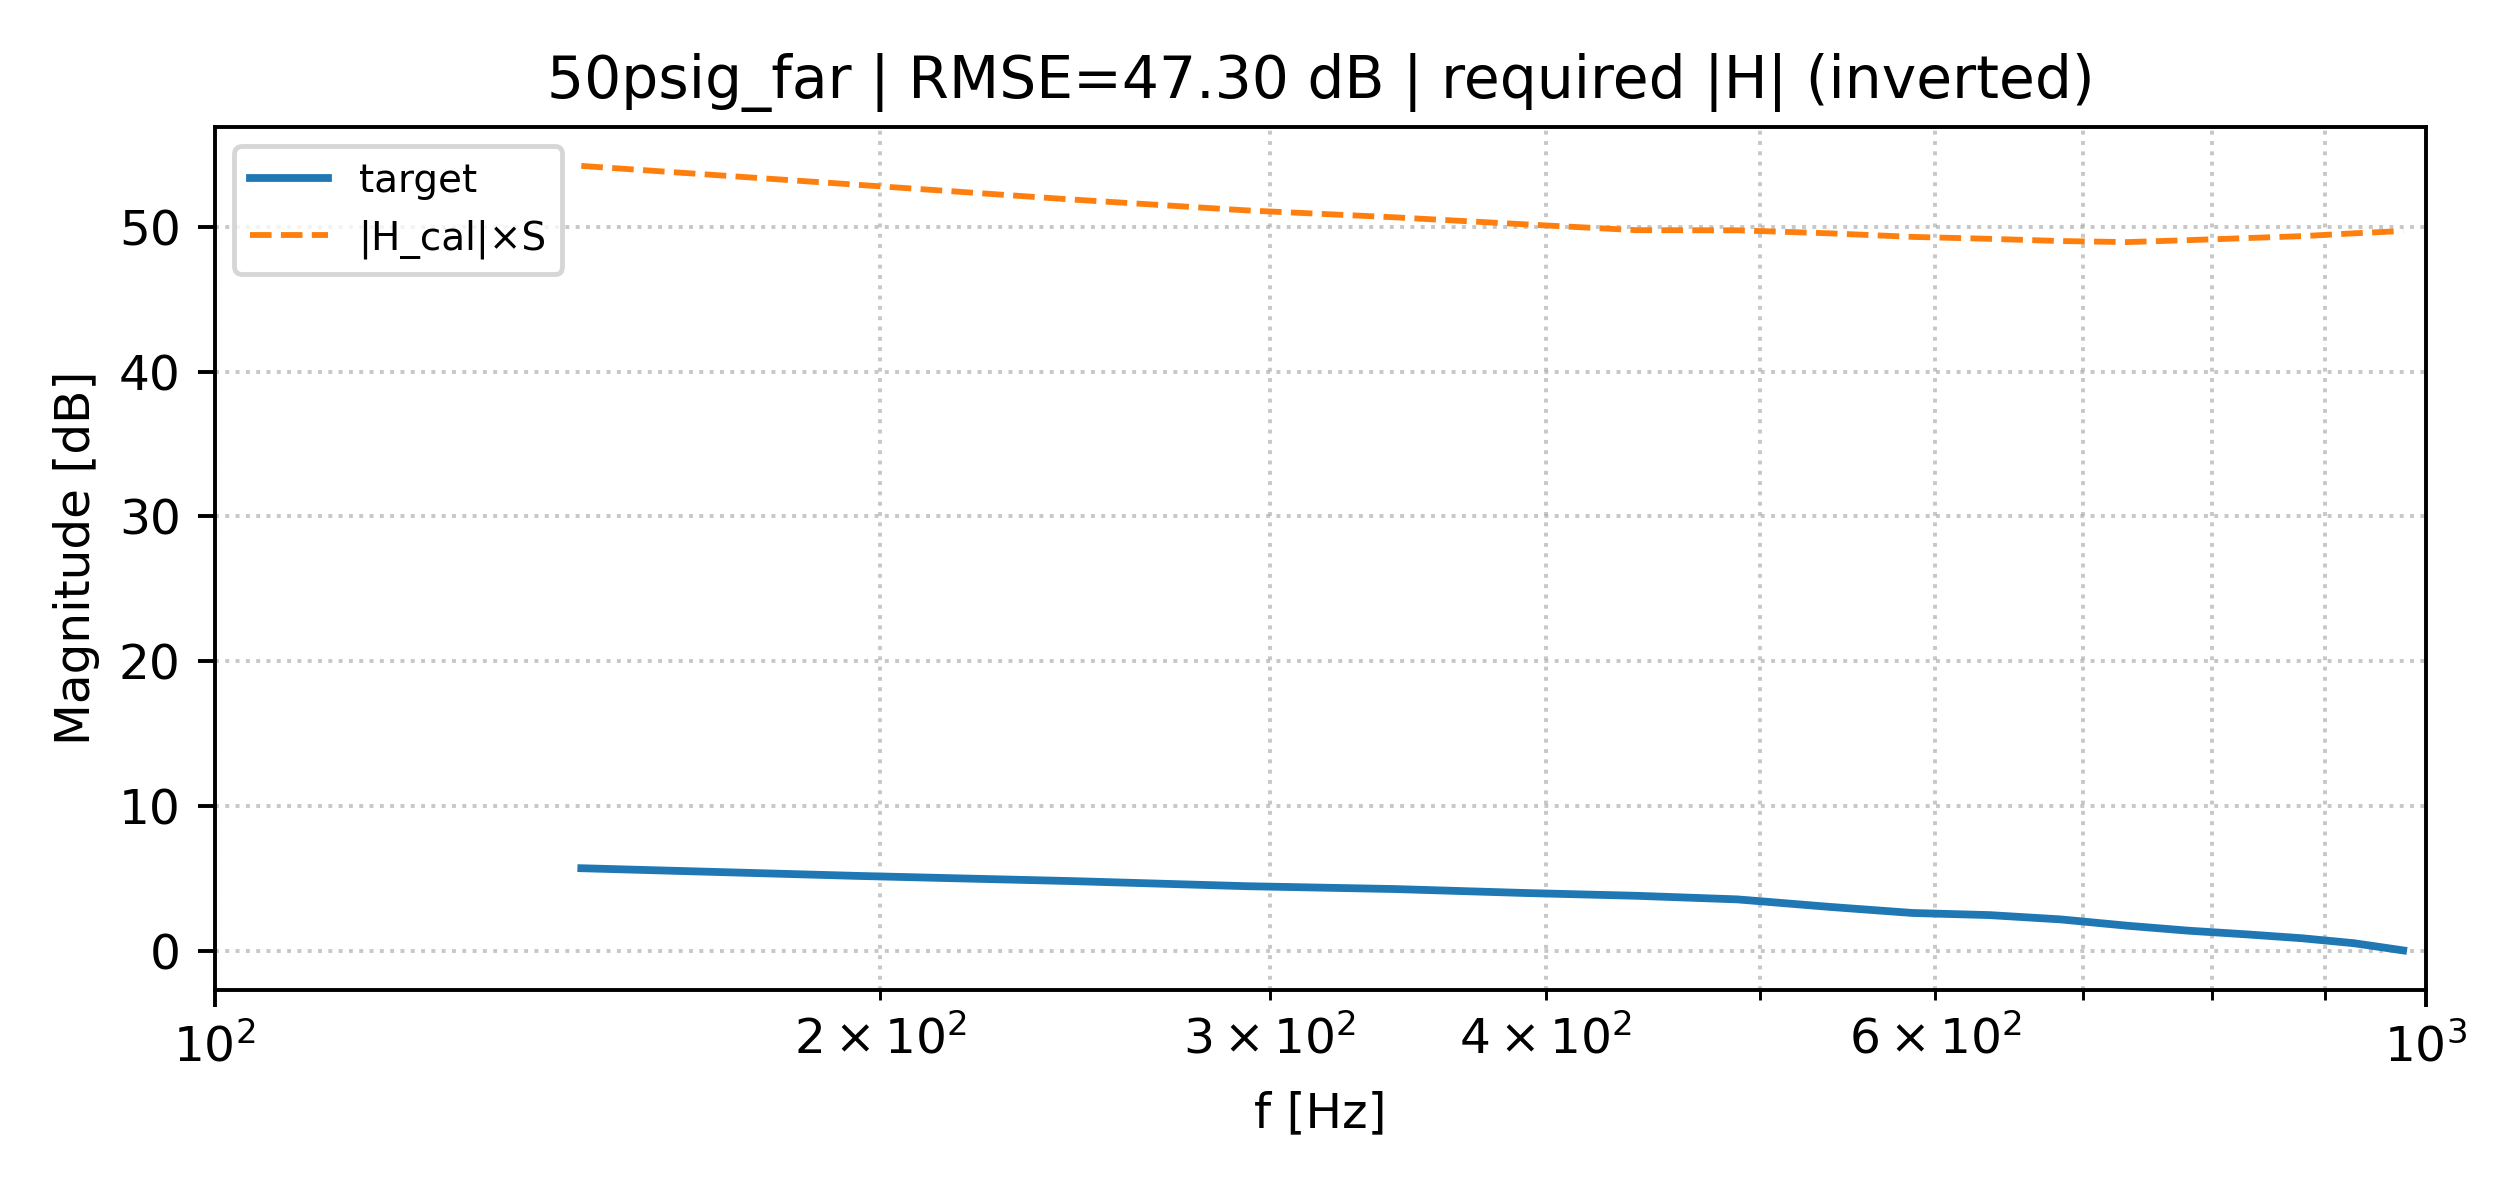 50psig_far | RMSE=47.30 dB | required |H| (inverted)
target
|H_cal|×S
Magnitude [dB]
50
40
30
20
10
0
10²
2 × 10²
3 × 10²
4 × 10²
6 × 10²
10³
f [Hz]